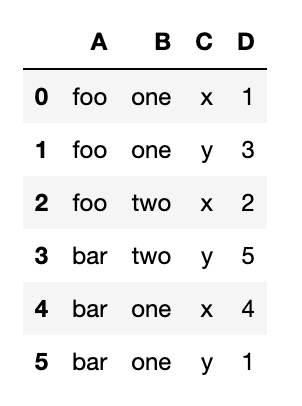 A B C D
0 foo one x 1
1 foo one y 3
2 foo two x 2
3 bar two y 5
4 bar one x 4
5 bar one y 1